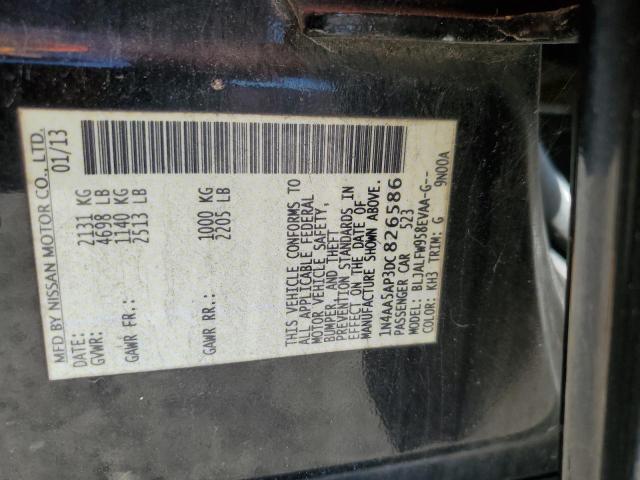 MFD BY NISSAN MOTOR CO., LTD.
DATE: 01/13
GVWR: 2131 KG
4698 LB
GAWR FR.: 1140 KG
2513 LB
GAWR RR.: 1000 KG
2205 LB
THIS VEHICLE CONFORMS TO
ALL APPLICABLE FEDERAL
MOTOR VEHICLE SAFETY,
BUMPER, AND THEFT
PREVENTION STANDARDS IN
EFFECT ON THE DATE OF
MANUFACTURE SHOWN ABOVE.
1N4AA5AP3DC826586
PASSENGER CAR 523
MODEL: BLJALFW958EVAA-G--
COLOR: KH3 TRIM: G 9N00A